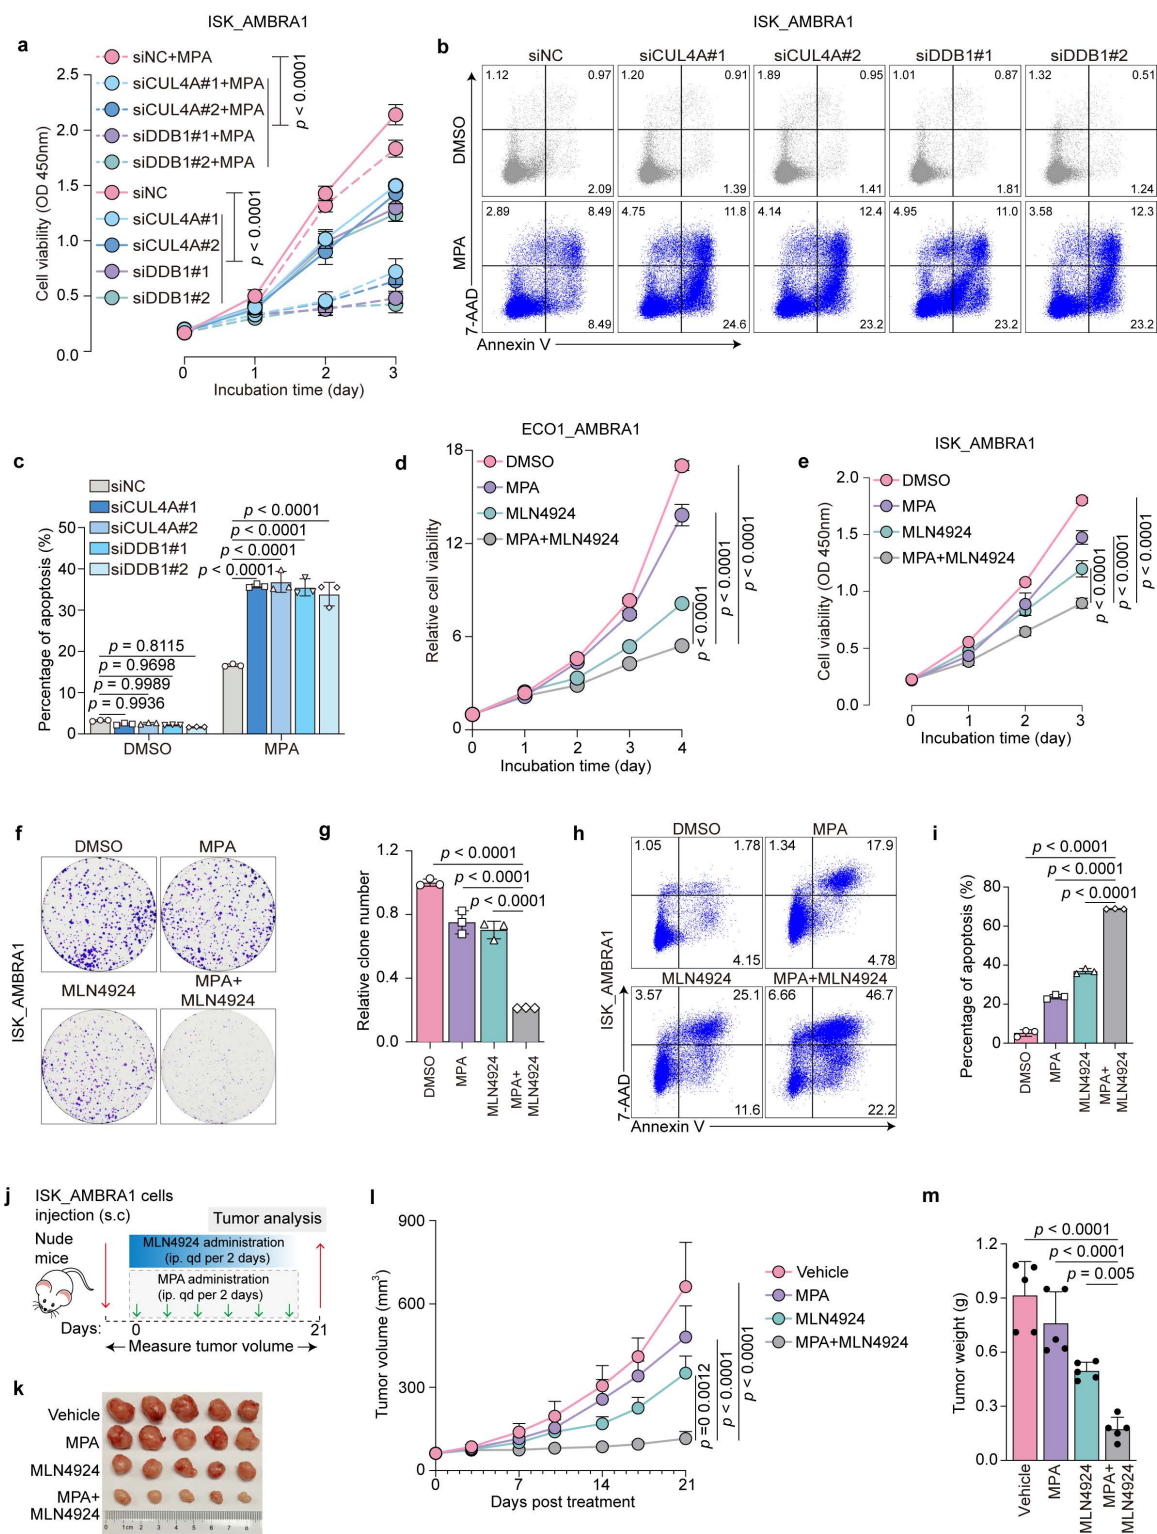 ISK_AMBRA1
a
siNC+MPA
siCUL4A#1+MPA
siCUL4A#2+MPA
siDDB1#1+MPA
siDDB1#2+MPA
siNC
siCUL4A#1
siCUL4A#2
siDDB1#1
siDDB1#2
p < 0.0001
p < 0.0001
Cell viability (OD 450nm)
2.5
2.0
1.5
1.0
0.5
0.0
0 1 2 3
Incubation time (day)
b
ISK_AMBRA1
siNC siCUL4A#1 siCUL4A#2 siDDB1#1 siDDB1#2
DMSO
1.12 0.97 1.20 0.91 1.89 0.95 1.01 0.87 1.32 0.51
2.09 1.39 1.41 1.81 1.24
MPA
2.89 8.49 4.75 11.8 4.14 12.4 4.95 11.0 3.58 12.3
8.49 24.6 23.2 23.2 23.2
7-AAD
Annexin V
c
siNC
siCUL4A#1
siCUL4A#2
siDDB1#1
siDDB1#2
Percentage of apoptosis (%)
50
40
30
20
10
0
p < 0.0001
p < 0.0001
p < 0.0001
p < 0.0001
p = 0.8115
p = 0.9698
p = 0.9989
p = 0.9936
DMSO MPA
d
ECO1_AMBRA1
DMSO
MPA
MLN4924
MPA+MLN4924
Relative cell viability
18
12
6
0
p < 0.0001
p < 0.0001
p < 0.0001
0 1 2 3 4
Incubation time (day)
e
ISK_AMBRA1
DMSO
MPA
MLN4924
MPA+MLN4924
Cell viability (OD 450nm)
2.0
1.5
1.0
0.5
0.0
p < 0.0001
p < 0.0001
p < 0.0001
0 1 2 3
Incubation time (day)
f
DMSO MPA
MLN4924 MPA+
MLN4924
ISK_AMBRA1
g
Relative clone number
1.2
0.8
0.4
0.0
p < 0.0001
p < 0.0001
p < 0.0001
DMSO
MPA
MLN4924
MPA+
MLN4924
h
DMSO MPA
1.05 1.78 1.34 17.9
4.15 4.78
MLN4924 MPA+MLN4924
3.57 25.1 6.66 46.7
11.6 22.2
ISK_AMBRA1
7-AAD
Annexin V
i
Percentage of apoptosis (%)
80
60
40
20
0
p < 0.0001
p < 0.0001
p < 0.0001
DMSO
MPA
MLN4924
MPA+
MLN4924
j
ISK_AMBRA1 cells
injection (s.c)
Tumor analysis
Nude
mice
MLN4924 administration
(ip. qd per 2 days)
MPA administration
(ip. qd per 2 days)
Days: 0 21
Measure tumor volume
k
Vehicle
MPA
MLN4924
MPA+
MLN4924
0 1cm 2 3 4 5 6 7 8
l
Tumor volume (mm³)
900
600
300
0
0 7 14 21
Days post treatment
p =0 0.0012
p < 0.0001
p < 0.0001
Vehicle
MPA
MLN4924
MPA+MLN4924
m
Tumor weight (g)
1.2
0.9
0.6
0.3
0.0
p < 0.0001
p < 0.0001
p = 0.005
Vehicle
MPA
MLN4924
MPA+
MLN4924